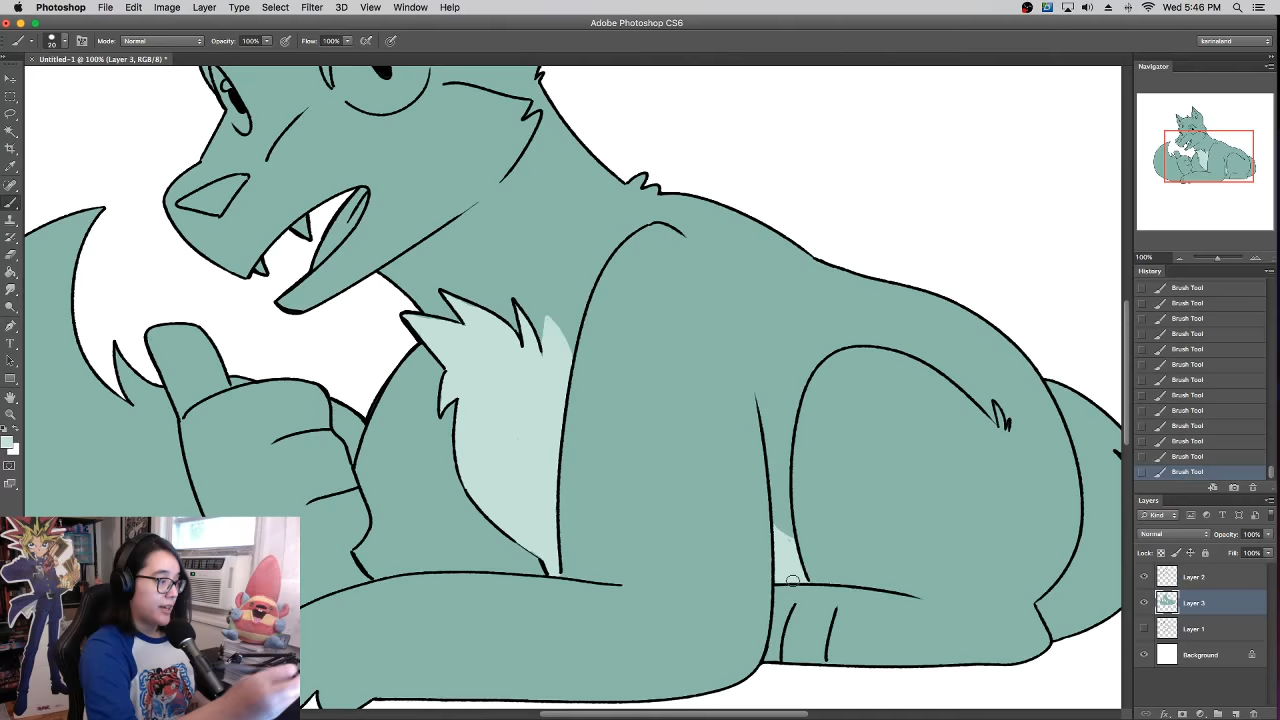 Photoshop File Edit Image Layer Type Select Filter 3D View Window Help Wed 5:46 PM
Adobe Photoshop CS6
20 Mode: Normal Opacity: 100% Flow: 100% karinaland
Untitled-1 @ 100% (Layer 3, RGB/8) *
Navigator
100%
History
Brush Tool
Brush Tool
Brush Tool
Brush Tool
Brush Tool
Brush Tool
Brush Tool
Brush Tool
Brush Tool
Brush Tool
Brush Tool
Brush Tool
Brush Tool
Layers
Kind
Normal Opacity: 100%
Lock: Fill: 100%
Layer 2
Layer 3
Layer 1
Background